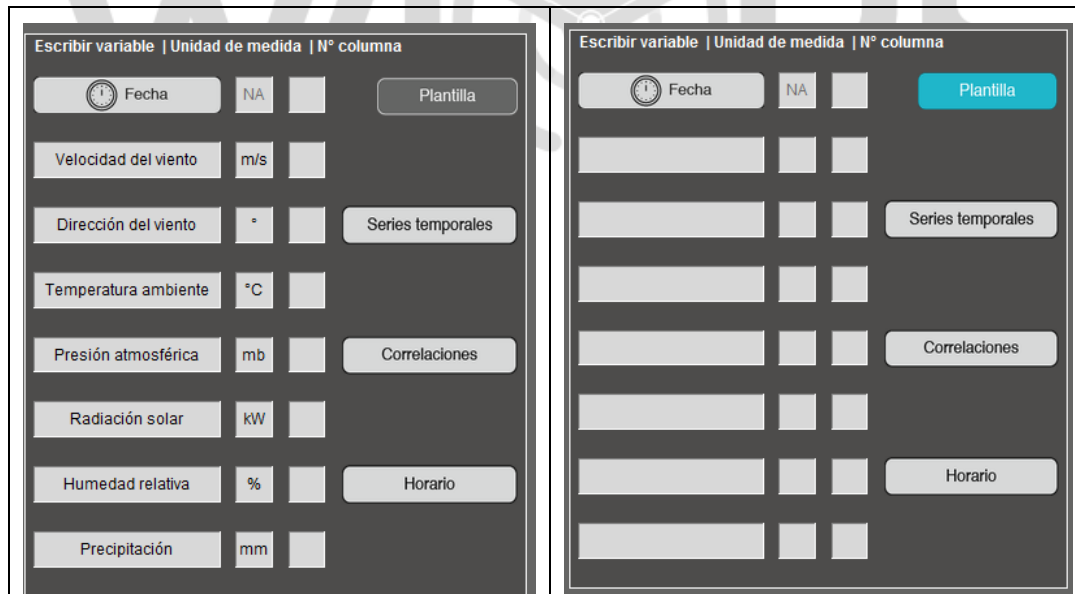 Escribir variable | Unidad de medida | N° columna
Fecha NA Plantilla
Velocidad del viento m/s
Dirección del viento ° Series temporales
Temperatura ambiente °C
Presión atmosférica mb Correlaciones
Radiación solar kW
Humedad relativa % Horario
Precipitación mm
Escribir variable | Unidad de medida | N° columna
Fecha NA Plantilla
Series temporales
Correlaciones
Horario